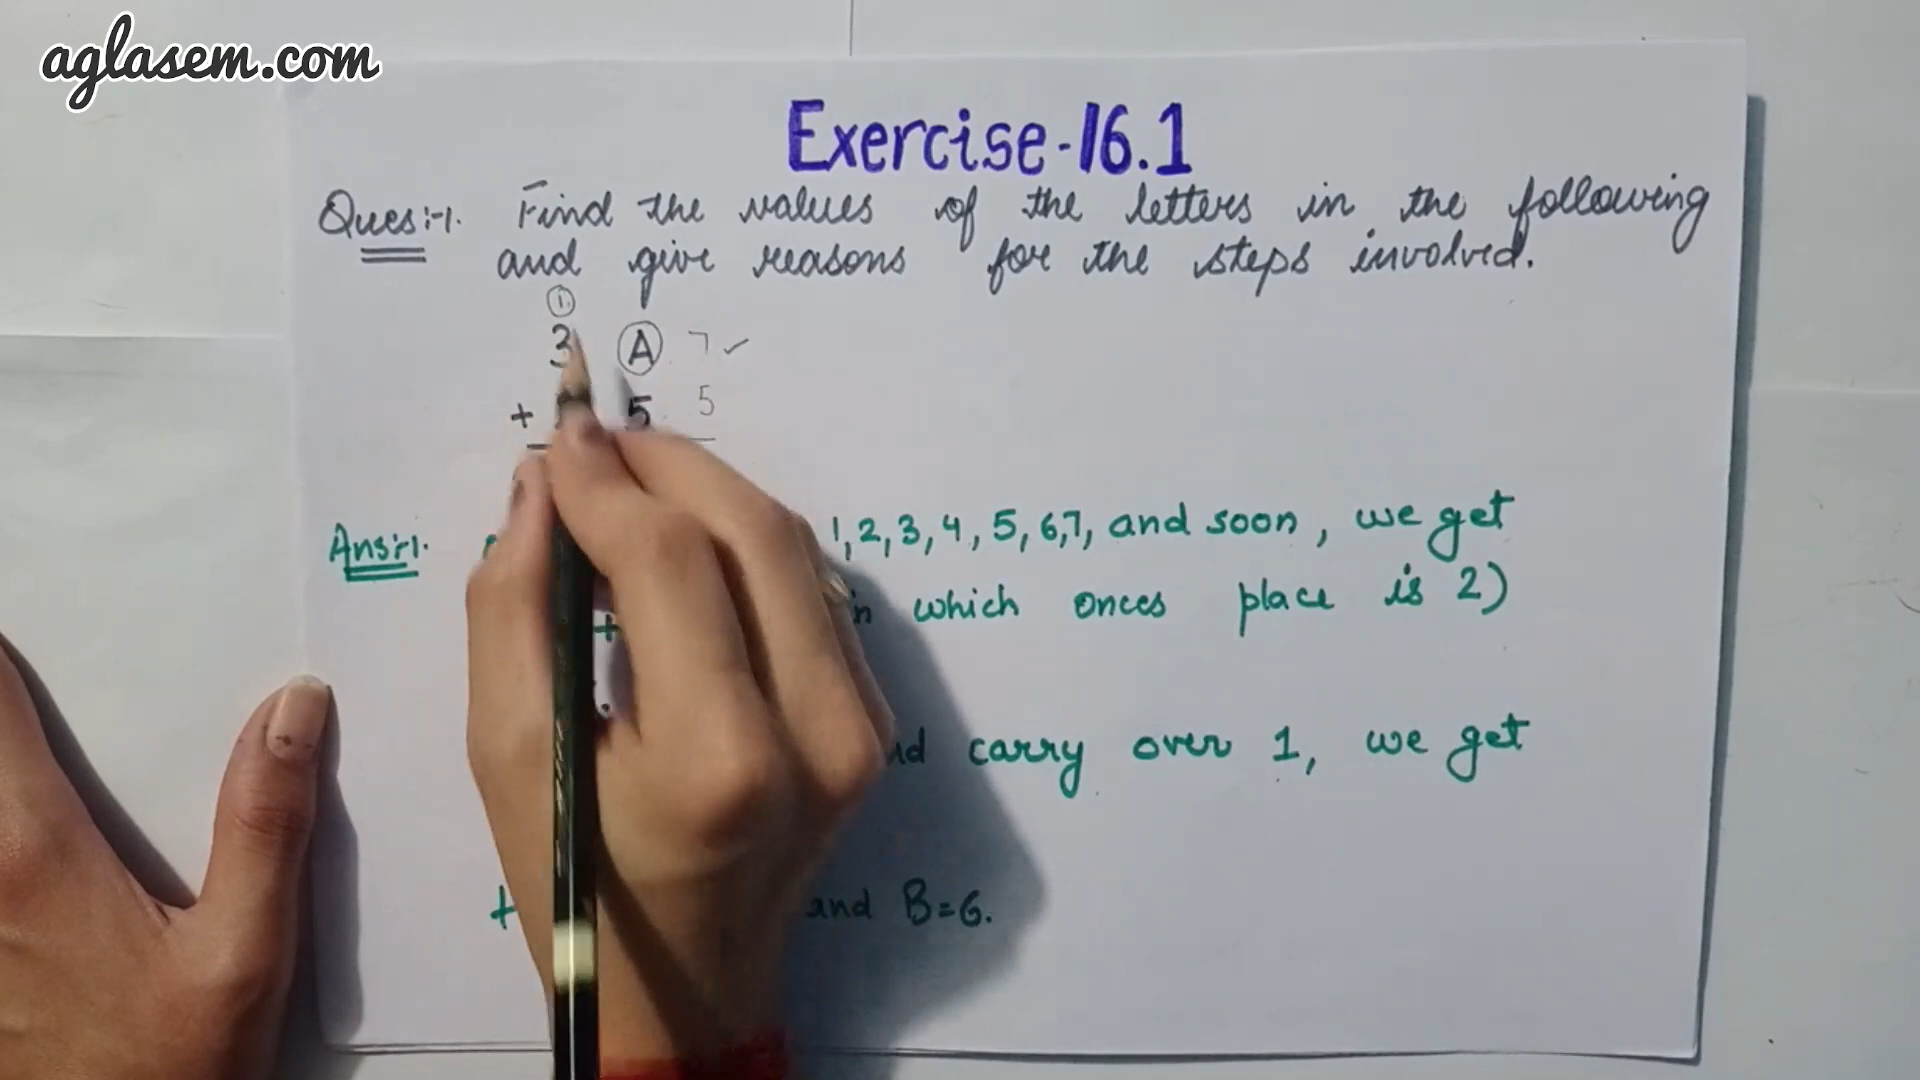 aglasem.com
Exercise-16.1
Ques:-1. Find the values of the letters in the following
and give reasons for the steps involved.
1
3 A 7 ✓
+ 5 5
Ans:-1. 1,2,3,4,5,6,7, and soon, we get
which onces place is 2)
+
carry over 1, we get
+ and B=6.